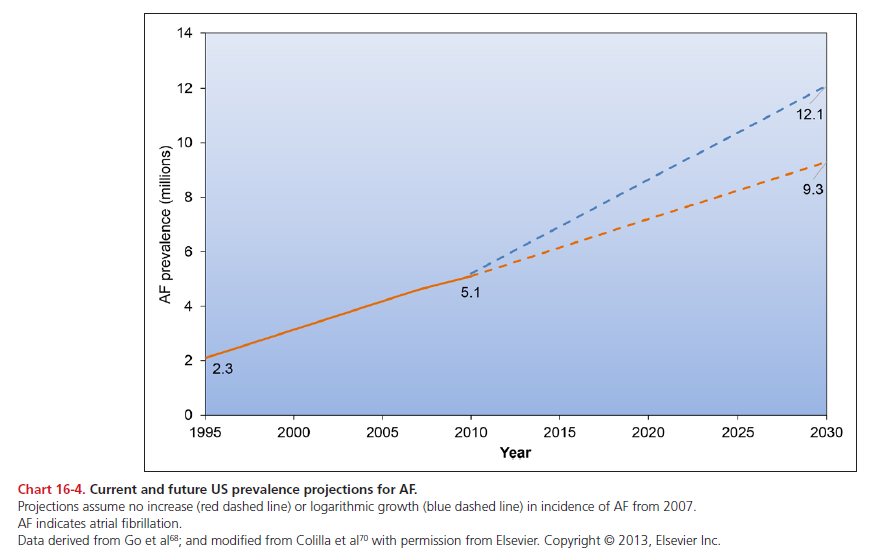 14
12
12.1
10
9.3
8
AF prevalence (millions)
6
5.1
4
2
2.3
0
1995 2000 2005 2010 2015 2020 2025 2030
Year
Chart 16-4. Current and future US prevalence projections for AF.
Projections assume no increase (red dashed line) or logarithmic growth (blue dashed line) in incidence of AF from 2007.
AF indicates atrial fibrillation.
Data derived from Go et al⁶⁸; and modified from Colilla et al⁷⁰ with permission from Elsevier. Copyright © 2013, Elsevier Inc.